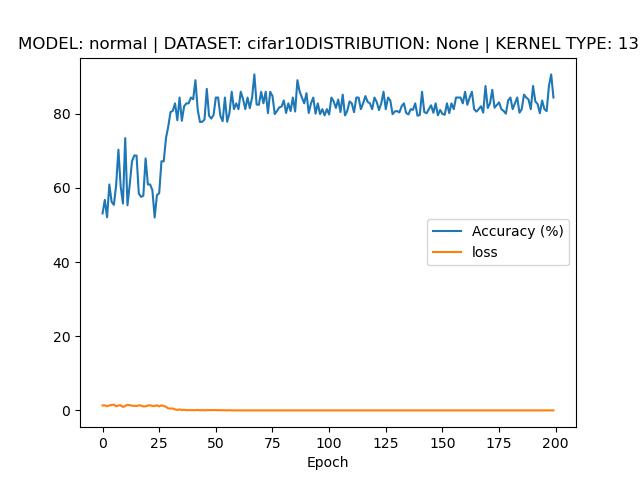 MODEL: normal | DATASET: cifar10DISTRIBUTION: None | KERNEL TYPE: 13
80
60
40
20
0
Accuracy (%)
loss
0 25 50 75 100 125 150 175 200
Epoch